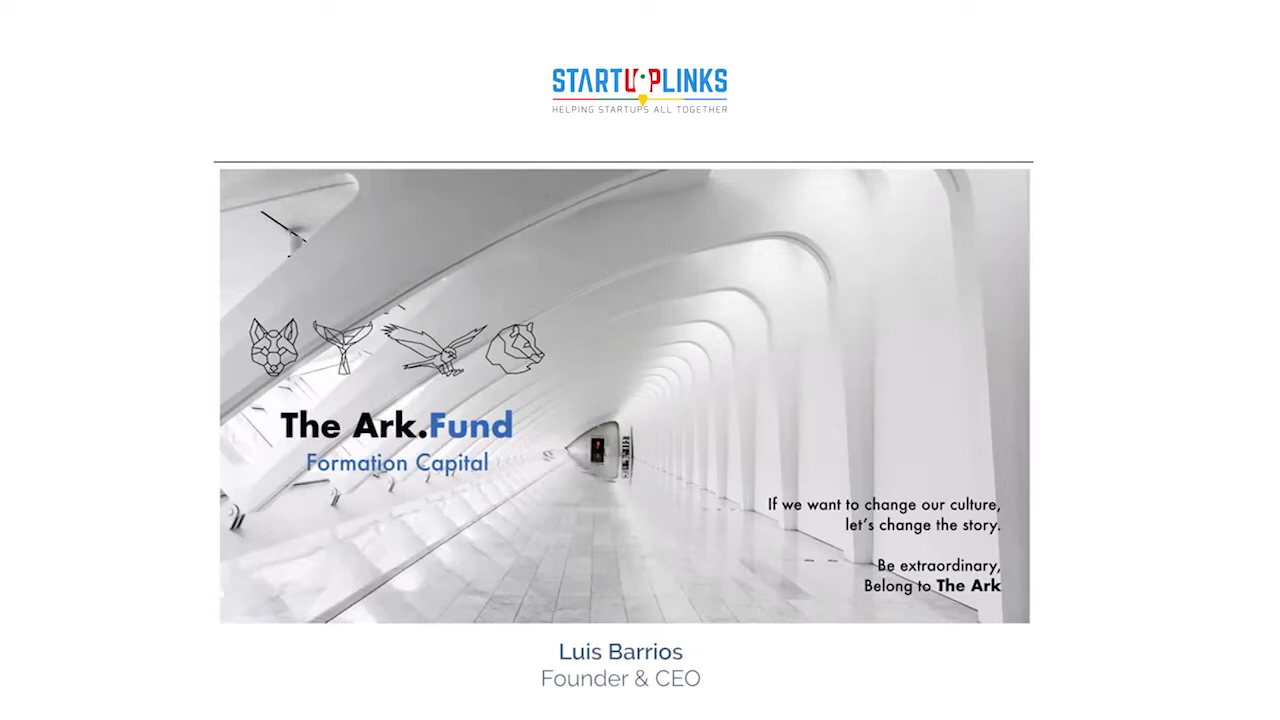 STARTUPLINKS
HELPING STARTUPS ALL TOGETHER
The Ark.Fund
Formation Capital
If we want to change our culture,
let's change the story.
Be extraordinary,
Belong to The Ark
Luis Barrios
Founder & CEO